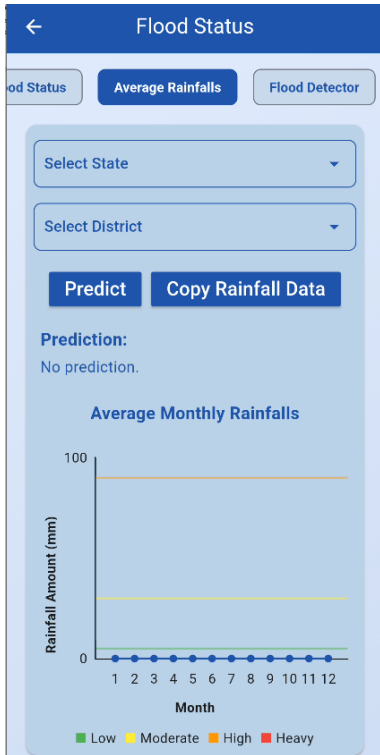 Flood Status
od Status
Average Rainfalls
Flood Detector
Select State
Select District
Predict
Copy Rainfall Data
Prediction:
No prediction.
Average Monthly Rainfalls
100
Rainfall Amount (mm)
0
1 2 3 4 5 6 7 8 9 10 11 12
Month
Low Moderate High Heavy